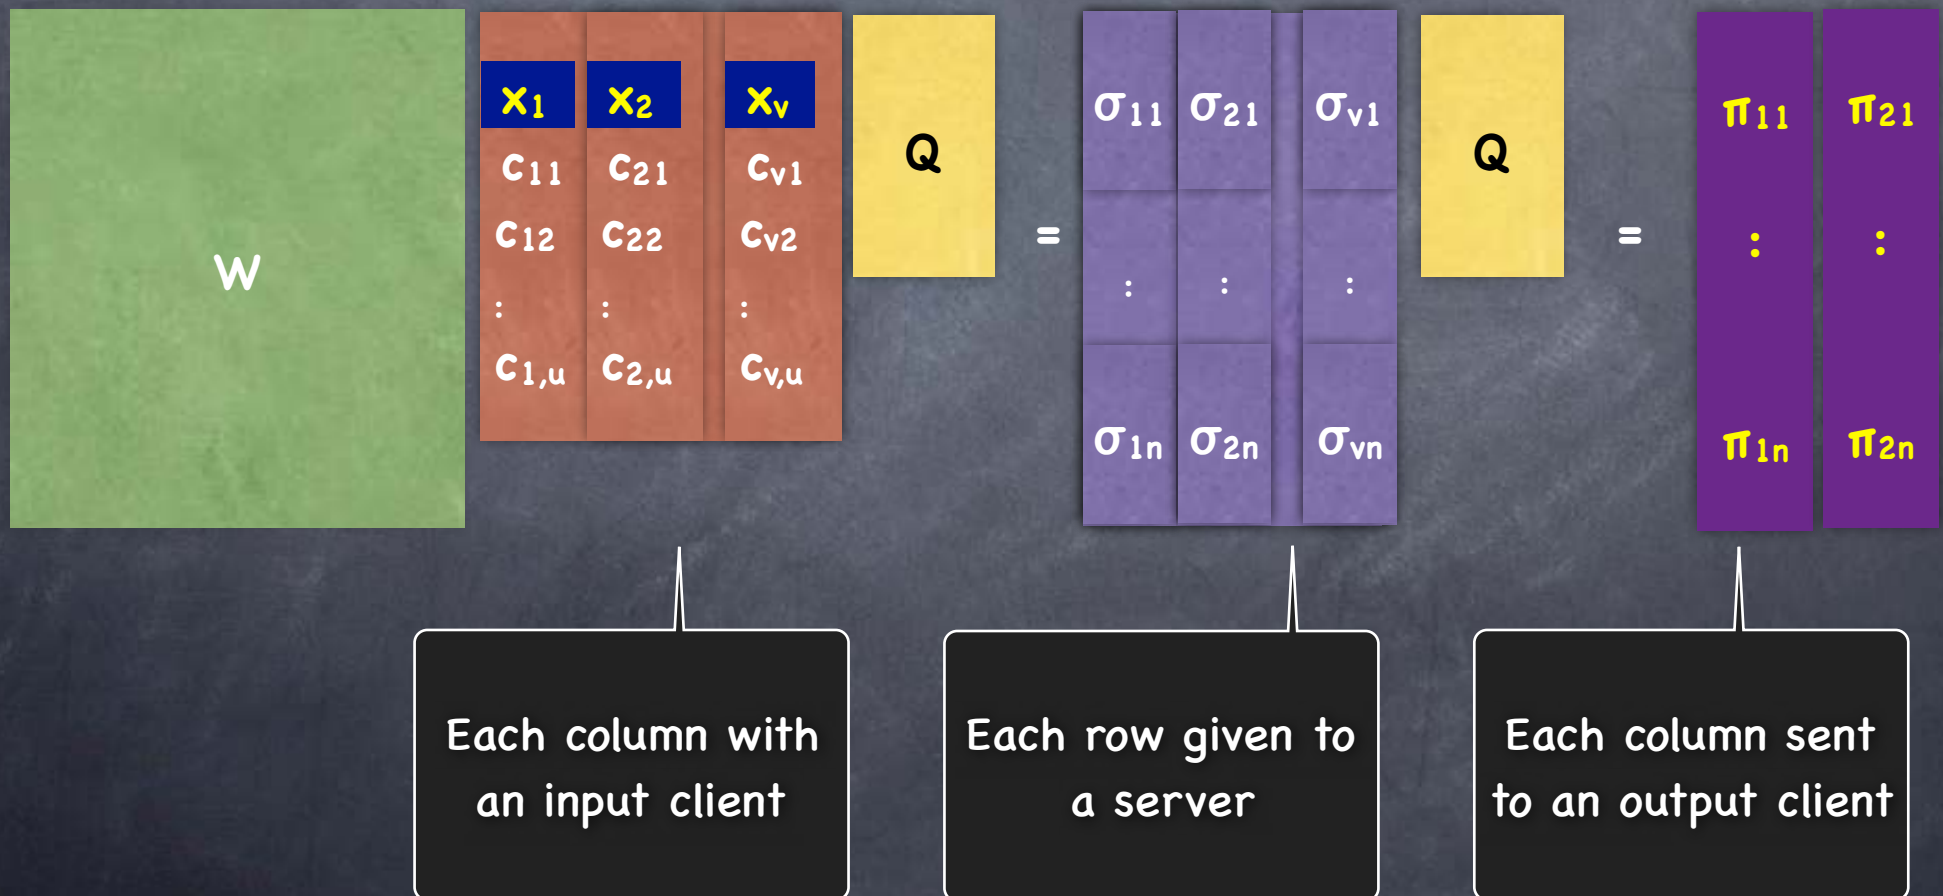 W
x₁ x₂ xᵥ
c₁₁ c₂₁ cᵥ₁
c₁₂ c₂₂ cᵥ₂
: : :
c₁,ᵤ c₂,ᵤ cᵥ,ᵤ
Q
=
σ₁₁ σ₂₁ σᵥ₁
: : :
σ₁ₙ σ₂ₙ σᵥₙ
Q
=
π₁₁ π₂₁
: :
π₁ₙ π₂ₙ
Each column with
an input client
Each row given to
a server
Each column sent
to an output client